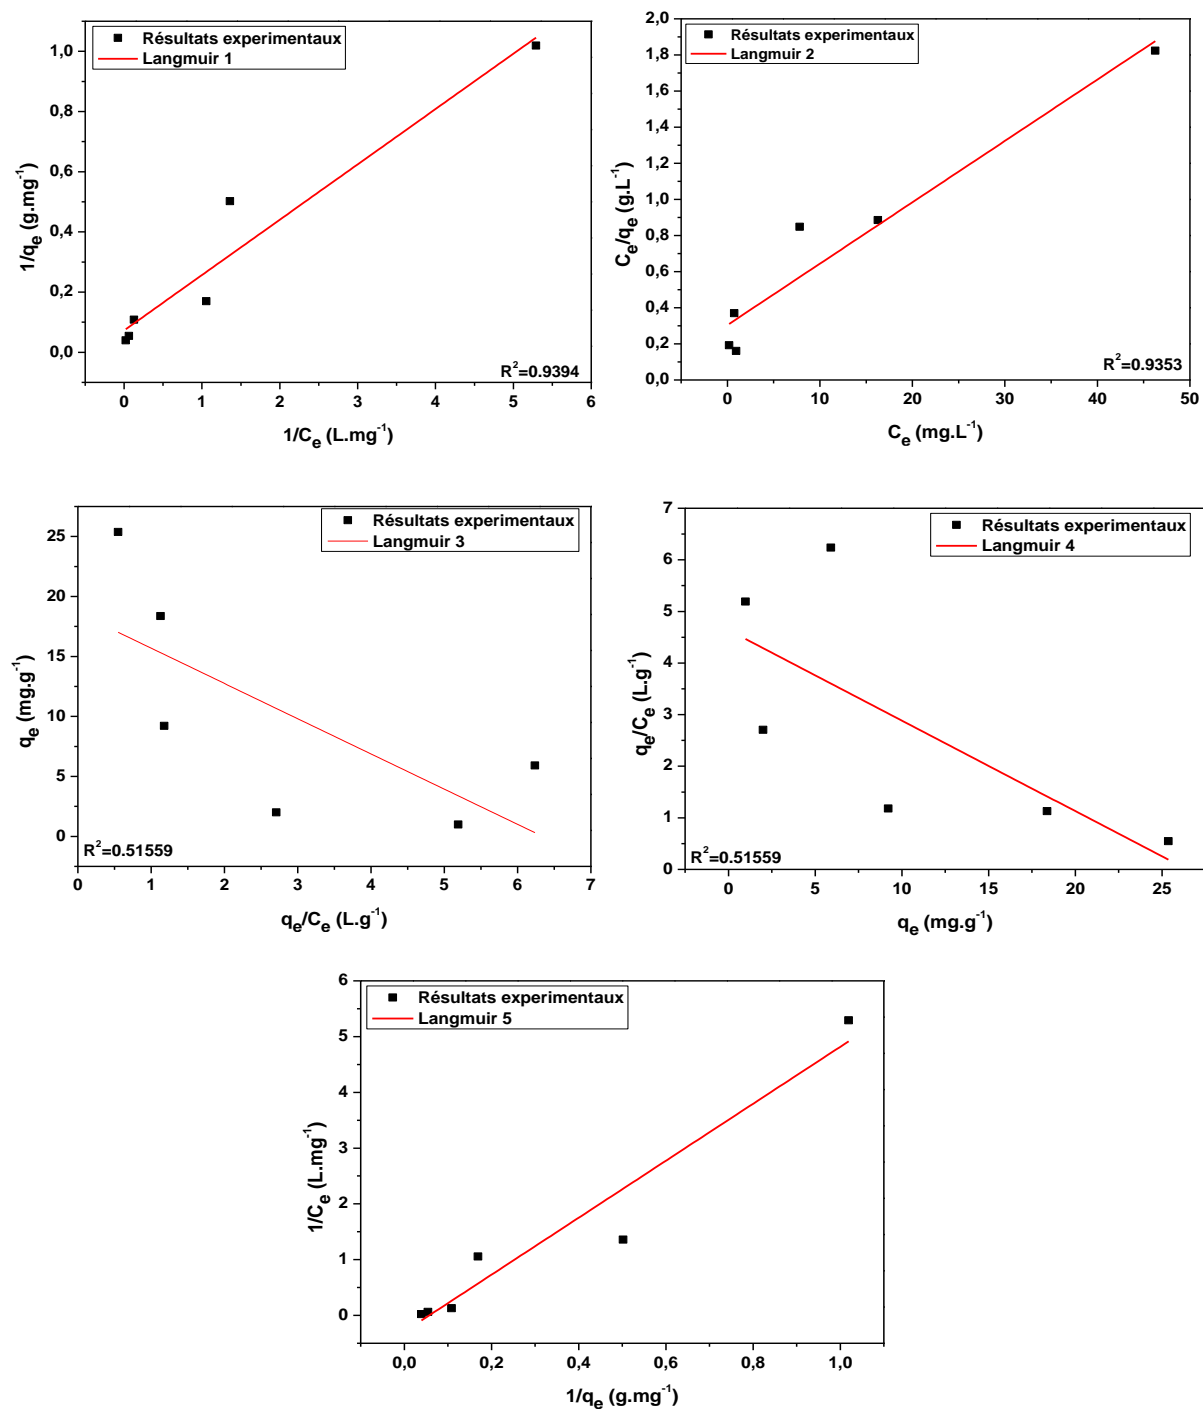 Résultats experimentaux
Langmuir 1
1,0
0,8
0,6
0,4
0,2
0,0
1/qₑ (g.mg⁻¹)
R²=0.9394
0 1 2 3 4 5 6
1/Cₑ (L.mg⁻¹)
Résultats experimentaux
Langmuir 2
2,0
1,8
1,6
1,4
1,2
1,0
0,8
0,6
0,4
0,2
0,0
Cₑ/qₑ (g.L⁻¹)
R²=0.9353
0 10 20 30 40 50
Cₑ (mg.L⁻¹)
Résultats experimentaux
Langmuir 3
25
20
15
10
5
0
qₑ (mg.g⁻¹)
R²=0.51559
0 1 2 3 4 5 6 7
qₑ/Cₑ (L.g⁻¹)
Résultats experimentaux
Langmuir 4
7
6
5
4
3
2
1
0
qₑ/Cₑ (L.g⁻¹)
R²=0.51559
0 5 10 15 20 25
qₑ (mg.g⁻¹)
Résultats experimentaux
Langmuir 5
6
5
4
3
2
1
0
1/Cₑ (L.mg⁻¹)
0,0 0,2 0,4 0,6 0,8 1,0
1/qₑ (g.mg⁻¹)